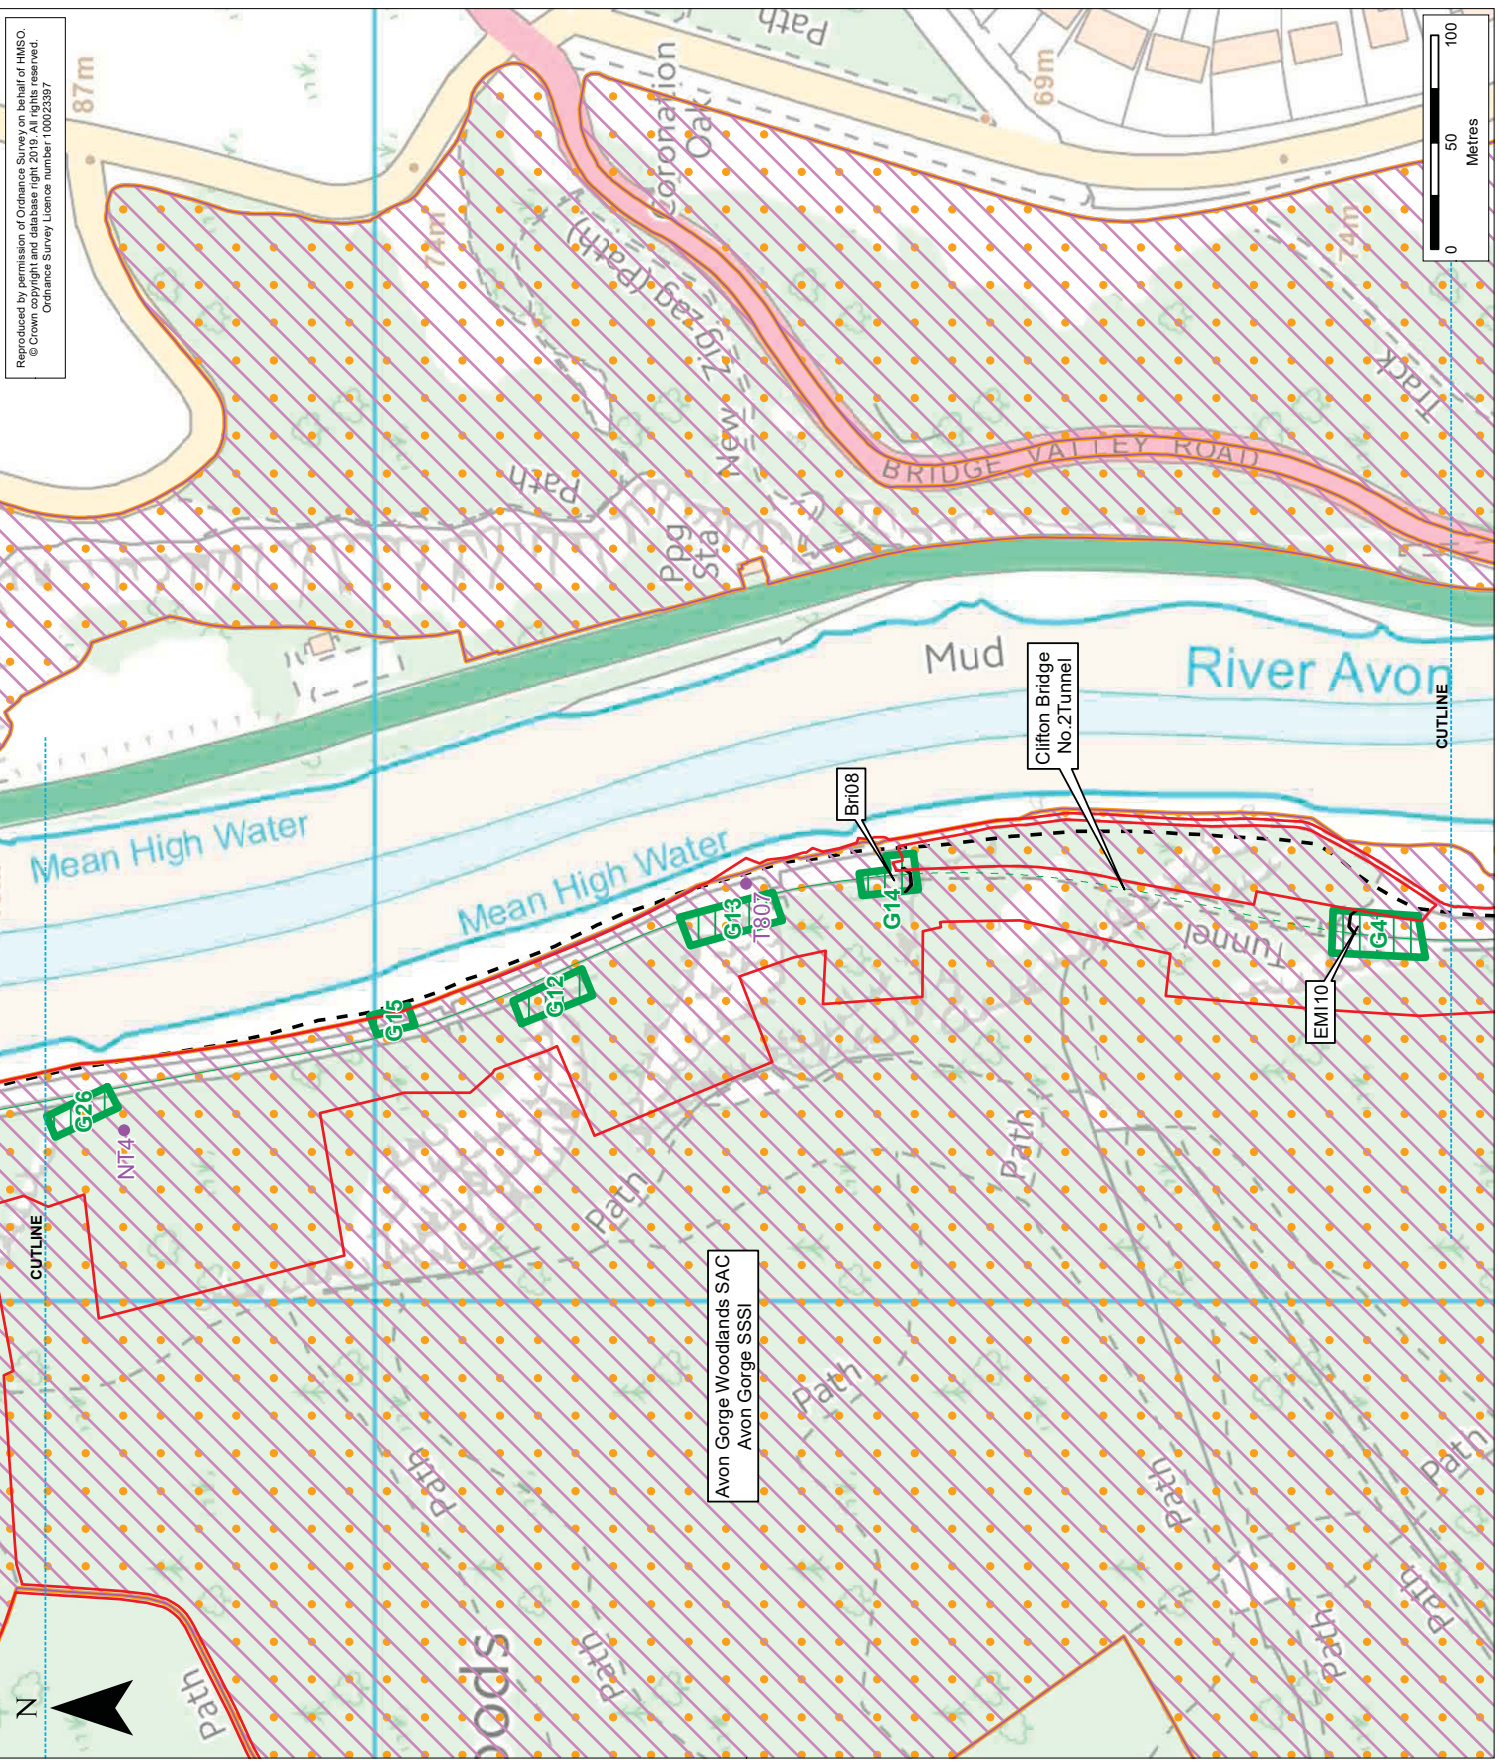 Reproduced by permission of Ordnance Survey on behalf of HMSO.
© Crown copyright and database right 2019. All rights reserved.
Ordnance Survey Licence number 100023397
87m
Path
Coronation
Oak
69m
0
50
100
Metres
74m
New Zigzag (Path)
74m
Track
Path
BRIDGE VALLEY ROAD
Ppg
Sta
Mud
River Avon
CUTLINE
Clifton Bridge
No.2Tunnel
Mean High Water
Mean High Water
Bri08
G13
T807
G14
G4
Tunnel
EMI10
G15
G12
G26
NT4
CUTLINE
Path
Path
Avon Gorge Woodlands SAC
Avon Gorge SSSI
Path
Path
Path
Path
Path
Path
Path
Path
N